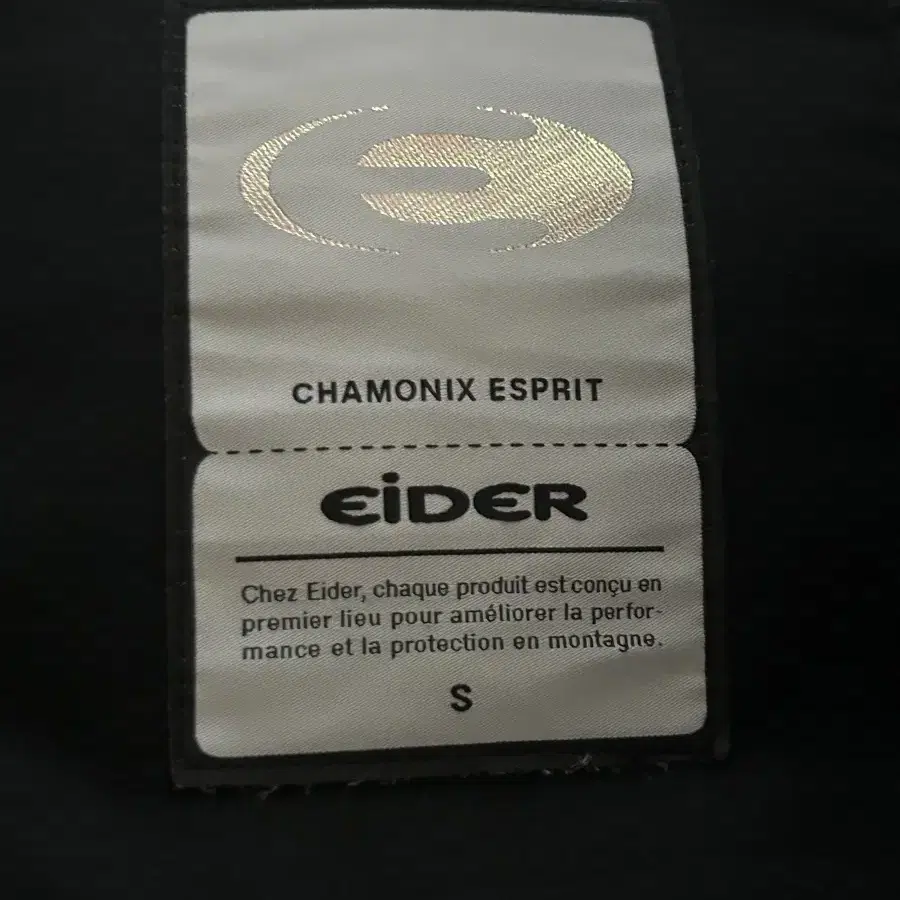 CHAMONIX ESPRIT
EiDER
Chez Eider, chaque produit est conçu en
premier lieu pour améliorer la perfor-
mance et la protection en montagne.
S